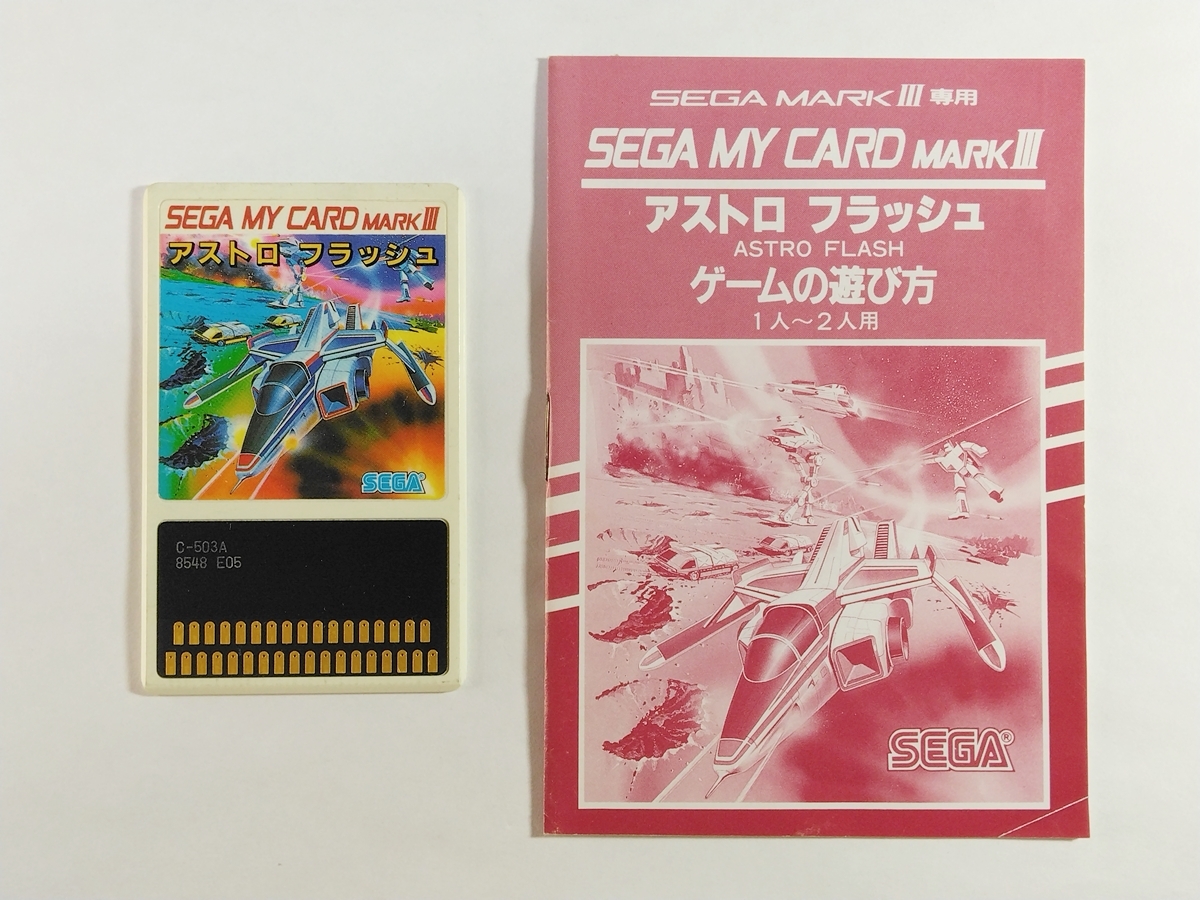 SEGA MY CARD MARK III
アストロ フラッシュ
SEGA®
C-503A
8548 E05
SEGA MARK III 専用
SEGA MY CARD MARK III
アストロ フラッシュ
ASTRO FLASH
ゲームの遊び方
1人〜2人用
SEGA®